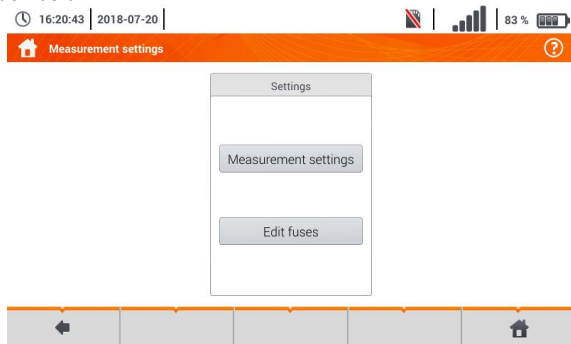 16:20:43 2018-07-20 83 %
Measurement settings ?
Settings
Measurement settings
Edit fuses